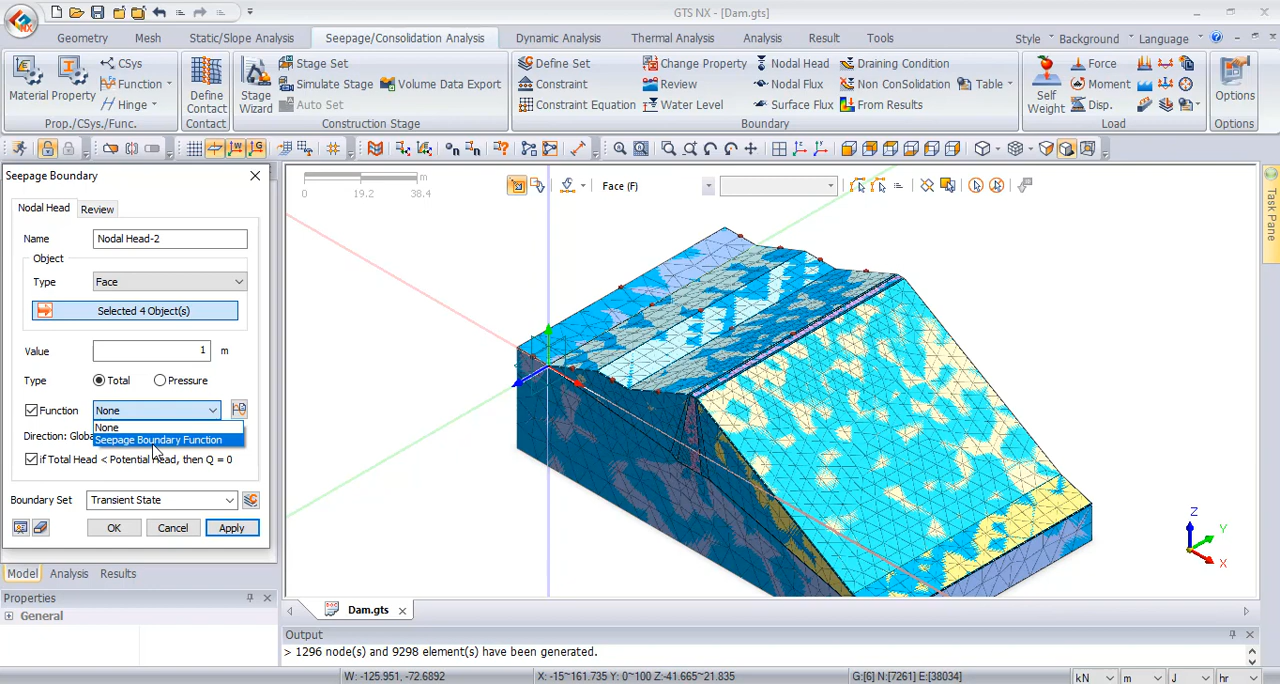 GTS NX - [Dam.gts]
Geometry Mesh Static/Slope Analysis Seepage/Consolidation Analysis Dynamic Analysis Thermal Analysis Analysis Result Tools Style Background Language
Material Property
CSys
Function
Hinge
Prop./CSys./Func.
Define Contact
Contact
Stage Wizard
Stage Set
Simulate Stage
Auto Set
Volume Data Export
Construction Stage
Define Set
Constraint
Constraint Equation
Change Property
Review
Water Level
Nodal Head
Nodal Flux
Surface Flux
Draining Condition
Non Consolidation
From Results
Table
Boundary
Self Weight
Force
Moment
Disp.
Load
Options
Options
Seepage Boundary
Nodal Head Review
Name Nodal Head-2
Object
Type Face
Selected 4 Object(s)
Value 1 m
Type Total Pressure
Function None
None
Direction: Globa Seepage Boundary Function
if Total Head < Potential Head, then Q = 0
Boundary Set Transient State
OK Cancel Apply
Model Analysis Results
Properties
General
m
0 19.2 38.4
Face (F)
Task Pane
Z
Y
X
Dam.gts
Output
> 1296 node(s) and 9298 element(s) have been generated.
W: -125.951, -72.6892 X: -15~161.735 Y: 0~100 Z:-41.665~21.835 G:[6] N:[7261] E:[38034] kN m J hr